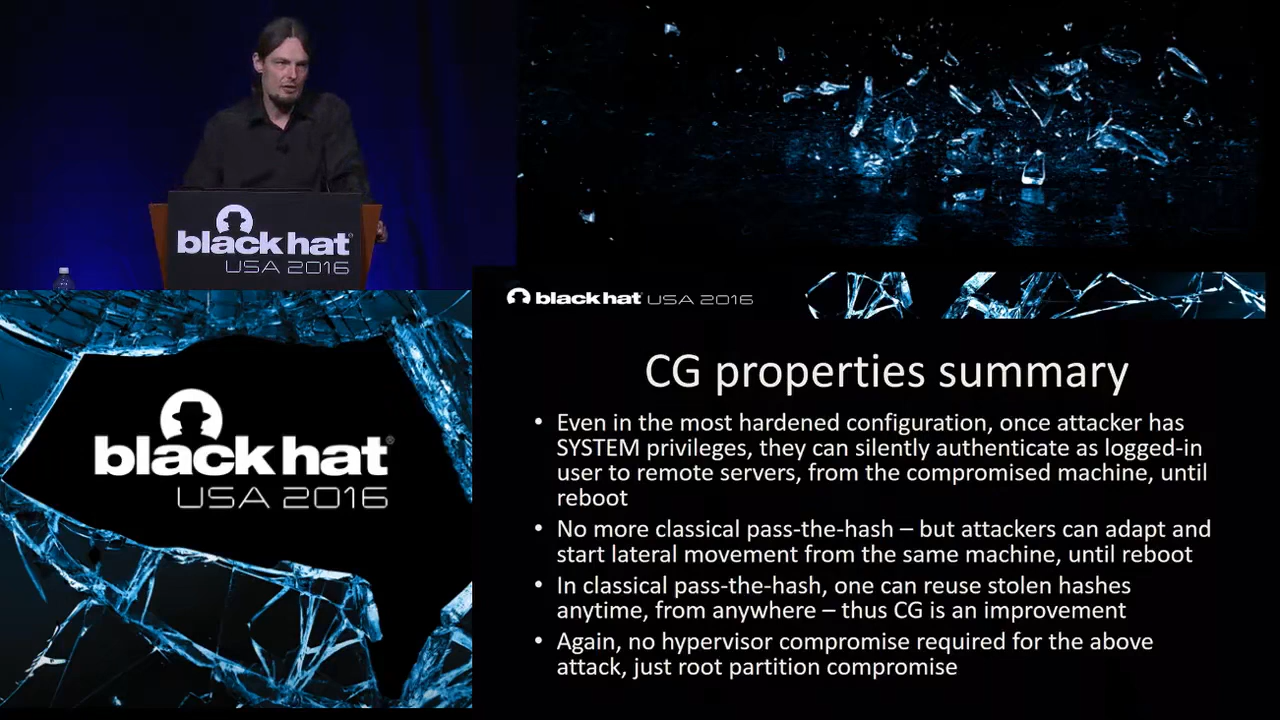 black hat
USA 2016
black hat USA 2016
black hat®
USA 2016
CG properties summary
• Even in the most hardened configuration, once attacker has
SYSTEM privileges, they can silently authenticate as logged-in
user to remote servers, from the compromised machine, until
reboot
• No more classical pass-the-hash – but attackers can adapt and
start lateral movement from the same machine, until reboot
• In classical pass-the-hash, one can reuse stolen hashes
anytime, from anywhere – thus CG is an improvement
• Again, no hypervisor compromise required for the above
attack, just root partition compromise